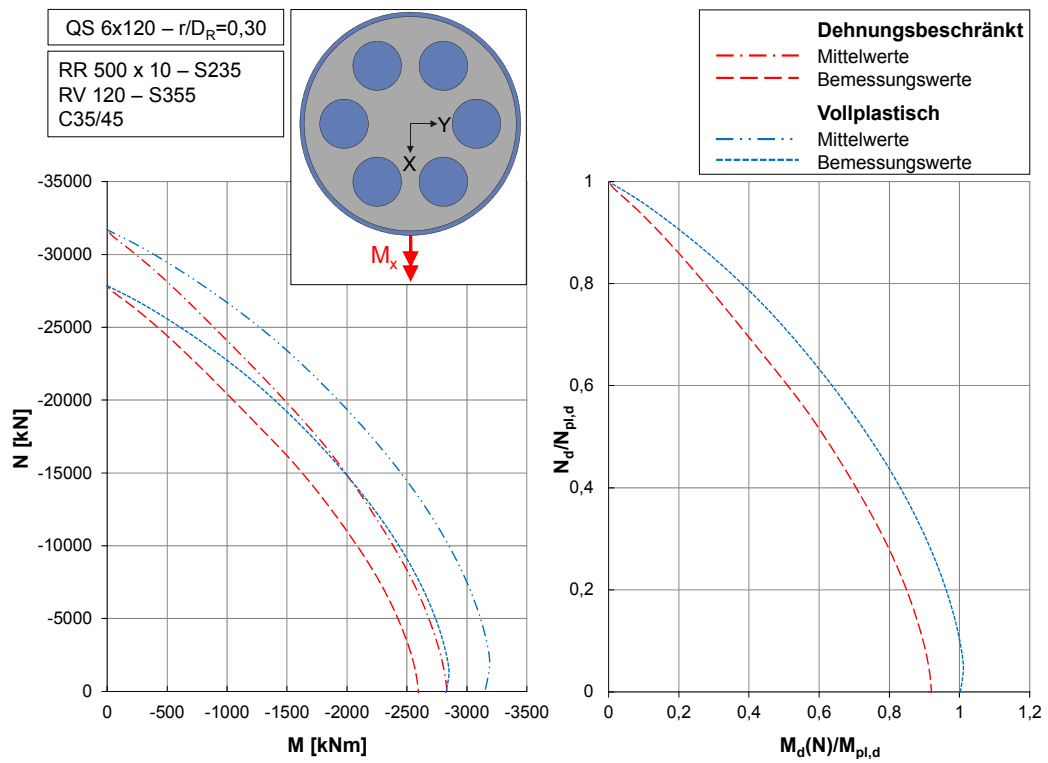 QS 6x120 – r/D_R=0,30
RR 500 x 10 – S235
RV 120 – S355
C35/45
Y
X
M_x
Dehnungsbeschränkt
Mittelwerte
Bemessungswerte
Vollplastisch
Mittelwerte
Bemessungswerte
-35000
-30000
-25000
-20000
-15000
-10000
-5000
0
N [kN]
0 -500 -1000 -1500 -2000 -2500 -3000 -3500
M [kNm]
1
0,8
0,6
0,4
0,2
0
N_d/N_pl,d
0 0,2 0,4 0,6 0,8 1 1,2
M_d(N)/M_pl,d